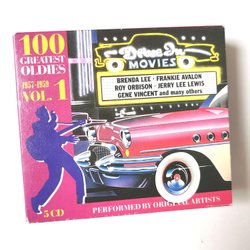 100
GREATEST
OLDIES
1957-1959
VOL. 1
Drive In
MOVIES
BRENDA LEE · FRANKIE AVALON
ROY ORBISON · JERRY LEE LEWIS
GENE VINCENT and many others
5 CD
PERFORMED BY ORIGINAL ARTISTS